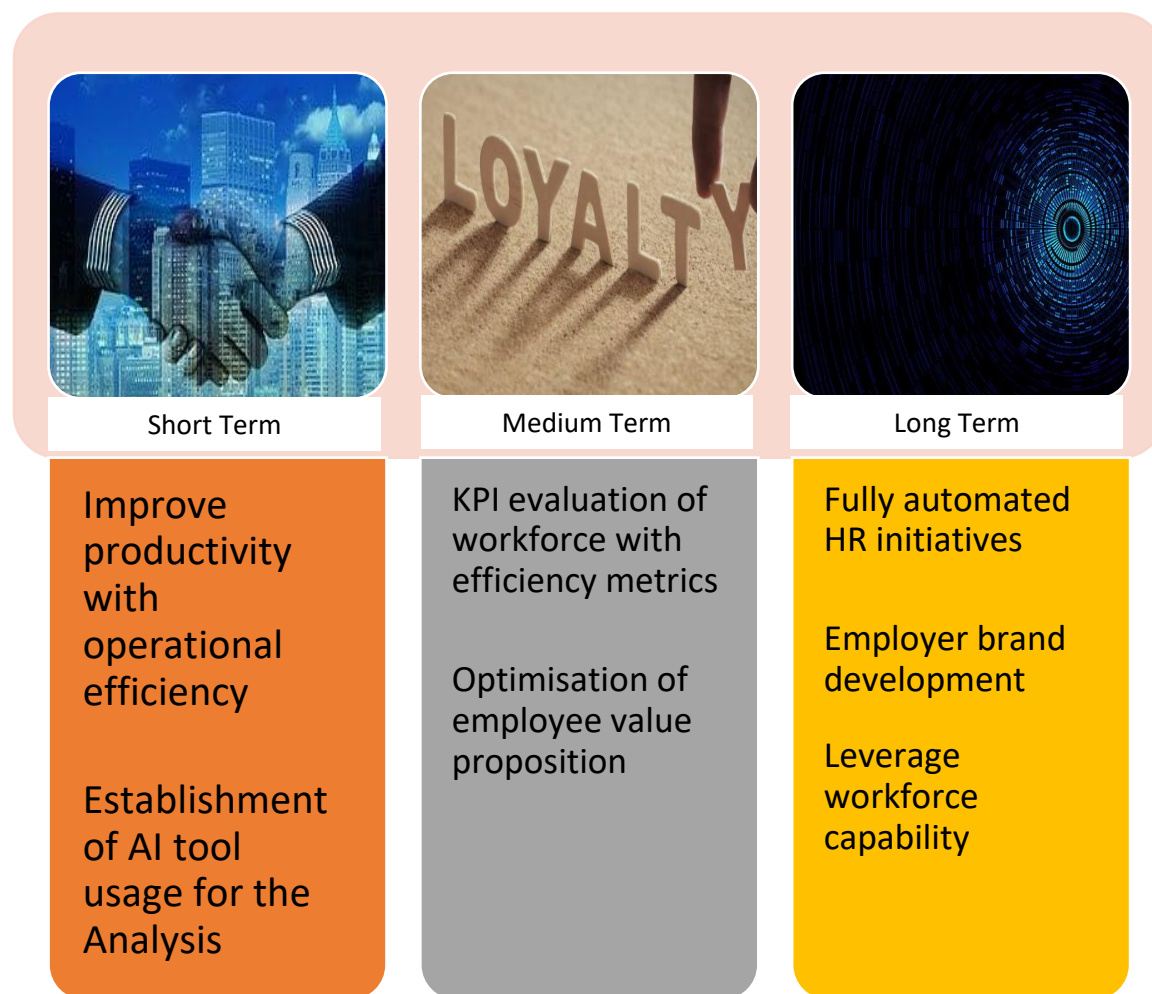 LOYALTY
Short Term
Medium Term
Long Term
Improve
productivity
with
operational
efficiency
Establishment
of AI tool
usage for the
Analysis
KPI evaluation of
workforce with
efficiency metrics
Optimisation of
employee value
proposition
Fully automated
HR initiatives
Employer brand
development
Leverage
workforce
capability